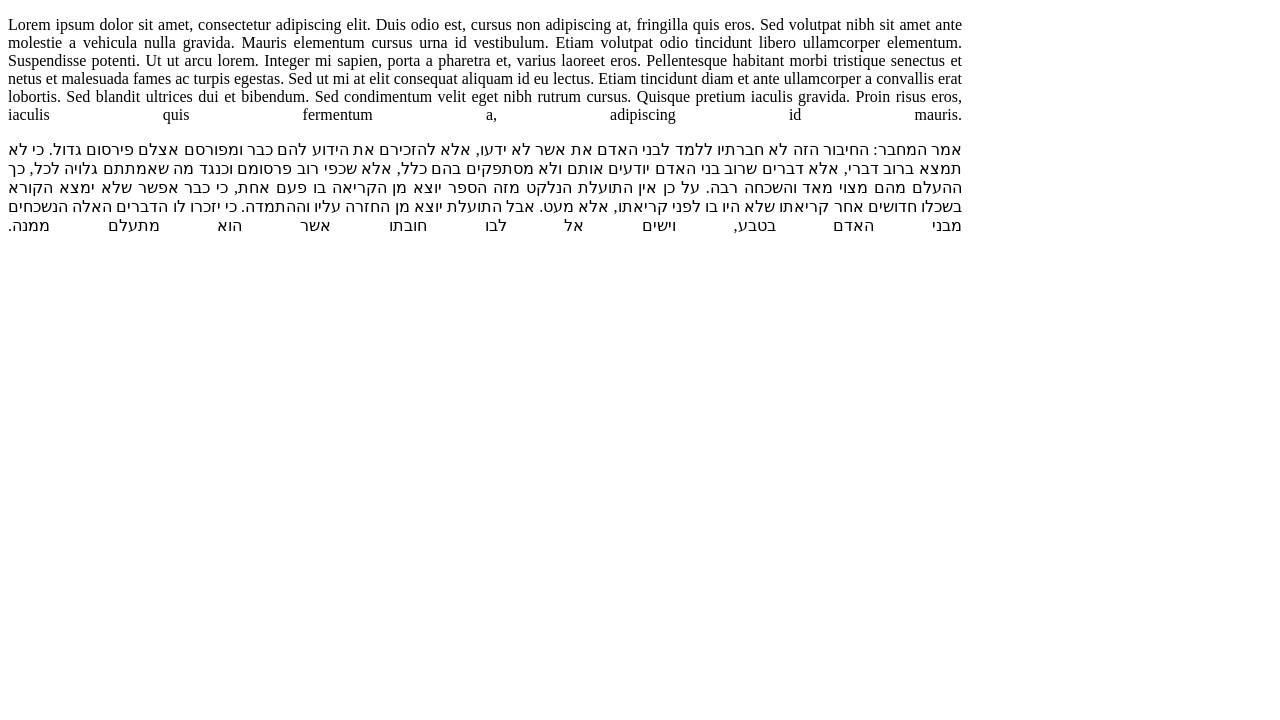 Lorem ipsum dolor sit amet, consectetur adipiscing elit. Duis odio est, cursus non adipiscing at, fringilla quis eros. Sed volutpat nibh sit amet ante
molestie a vehicula nulla gravida. Mauris elementum cursus urna id vestibulum. Etiam volutpat odio tincidunt libero ullamcorper elementum.
Suspendisse potenti. Ut ut arcu lorem. Integer mi sapien, porta a pharetra et, varius laoreet eros. Pellentesque habitant morbi tristique senectus et
netus et malesuada fames ac turpis egestas. Sed ut mi at elit consequat aliquam id eu lectus. Etiam tincidunt diam et ante ullamcorper a convallis erat
lobortis. Sed blandit ultrices dui et bibendum. Sed condimentum velit eget nibh rutrum cursus. Quisque pretium iaculis gravida. Proin risus eros,
iaculis quis fermentum a, adipiscing id mauris.
אמר המחבר: החיבור הזה לא חברתיו ללמד לבני האדם את אשר לא ידעו, אלא להזכירם את הידוע להם כבר ומפורסם אצלם פירסום גדול. כי לא
תמצא ברוב דברי, אלא דברים שרוב בני האדם יודעים אותם ולא מסתפקים בהם כלל, אלא שכפי רוב פרסומם וכנגד מה שאמתתם גלויה לכל, כך
ההעלם מהם מצוי מאד והשכחה רבה. על כן אין התועלת הנלקט מזה הספר יוצא מן הקריאה בו פעם אחת, כי כבר אפשר שלא ימצא הקורא
בשכלו חדושים אחר קריאתו שלא היו בו לפני קריאתו, אלא מעט. אבל התועלת יוצא מן החזרה עליו וההתמדה. כי יזכרו לו הדברים האלה הנשכחים
מבני האדם בטבע, וישים אל לבו חובתו אשר הוא מתעלם ממנה.